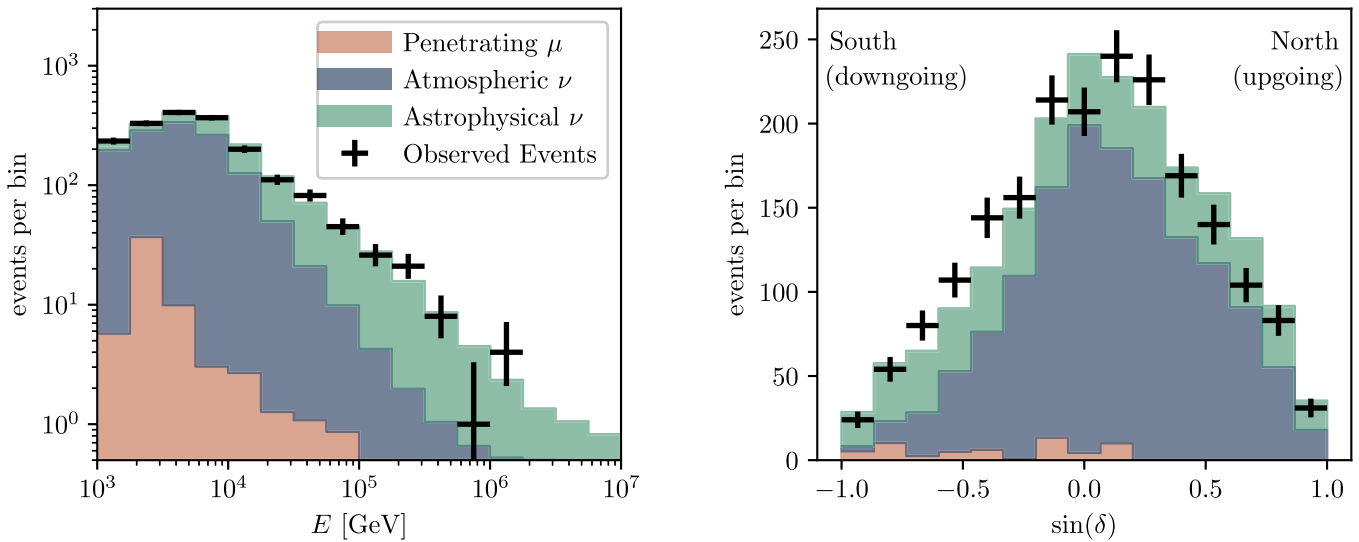 events per bin
10³
10²
10¹
10⁰
Penetrating μ
Atmospheric ν
Astrophysical ν
Observed Events
10³ 10⁴ 10⁵ 10⁶ 10⁷
E [GeV]
events per bin
250
200
150
100
50
0
South
(downgoing)
North
(upgoing)
−1.0 −0.5 0.0 0.5 1.0
sin(δ)